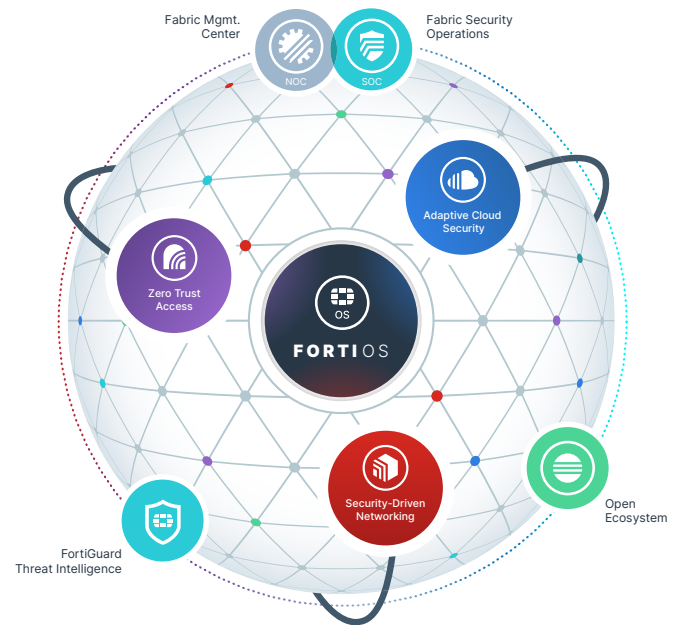 Fabric Mgmt.
Center
Fabric Security
Operations
NOC
SOC
Adaptive Cloud
Security
Zero Trust
Access
OS
FORTIOS
Security-Driven
Networking
Open
Ecosystem
FortiGuard
Threat Intelligence